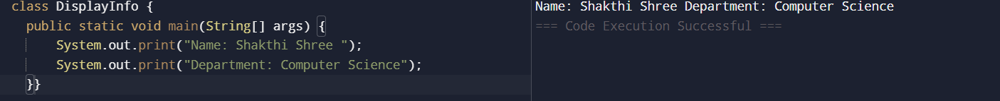 class DisplayInfo {
public static void main(String[] args) {
System.out.print("Name: Shakthi Shree ");
System.out.print("Department: Computer Science");
}}
Name: Shakthi Shree Department: Computer Science
=== Code Execution Successful ===